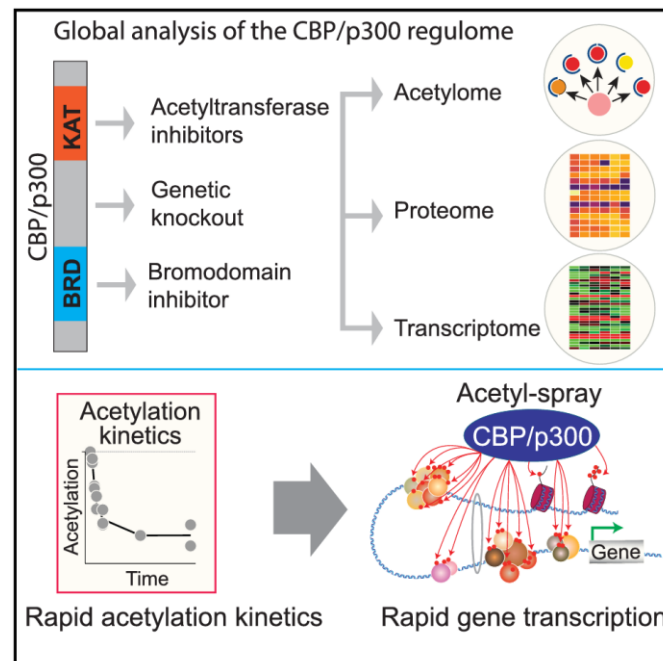 Global analysis of the CBP/p300 regulome
CBP/p300
KAT
BRD
Acetyltransferase
inhibitors
Genetic
knockout
Bromodomain
inhibitor
Acetylome
Proteome
Transcriptome
Acetylation
kinetics
Acetylation
Time
Rapid acetylation kinetics
Acetyl-spray
CBP/p300
Gene
Rapid gene transcription